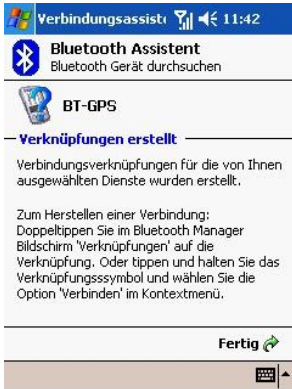 Verbindungsassiste 11:42
Bluetooth Assistent
Bluetooth Gerät durchsuchen
BT-GPS
Verknüpfungen erstellt
Verbindungsverknüpfungen für die von Ihnen
ausgewählten Dienste wurden erstellt.
Zum Herstellen einer Verbindung:
Doppeltippen Sie im Bluetooth Manager
Bildschirm 'Verknüpfungen' auf die
Verknüpfung. Oder tippen und halten Sie das
Verknüpfungsssymbol und wählen Sie die
Option 'Verbinden' im Kontextmenü.
Fertig